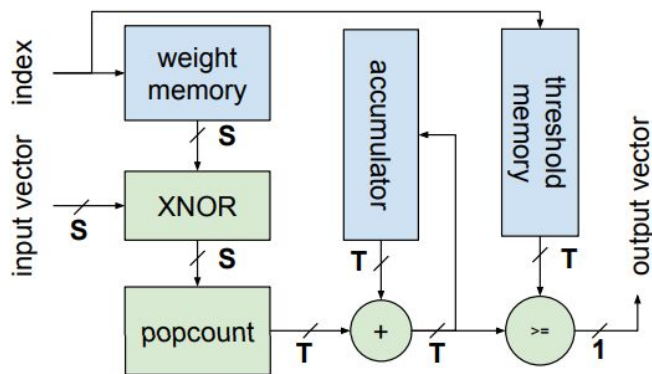 index
weight
memory
accumulator
threshold
memory
S
input vector
S
XNOR
S
T
T
output vector
popcount
T
+
T
>=
1